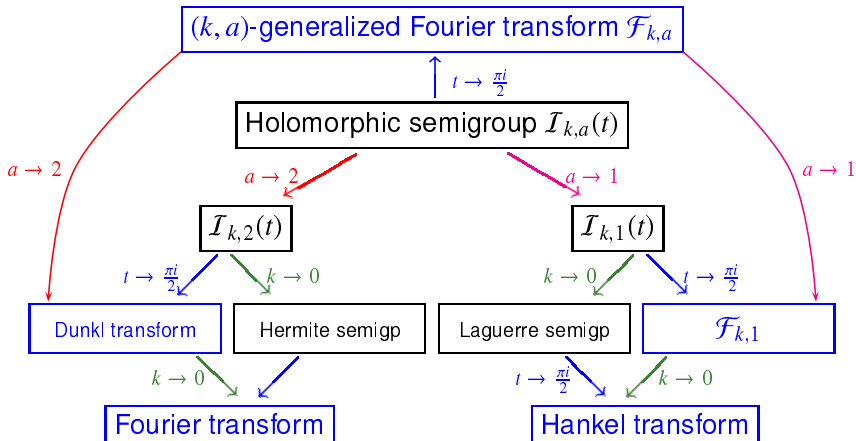 (k, a)-generalized Fourier transform ℱ_{k,a}
t → πi/2
Holomorphic semigroup ℐ_{k,a}(t)
a → 2
a → 2
a → 1
a → 1
ℐ_{k,2}(t)
ℐ_{k,1}(t)
t → πi/2
k → 0
k → 0
t → πi/2
Dunkl transform
Hermite semigp
Laguerre semigp
ℱ_{k,1}
k → 0
t → πi/2
k → 0
Fourier transform
Hankel transform